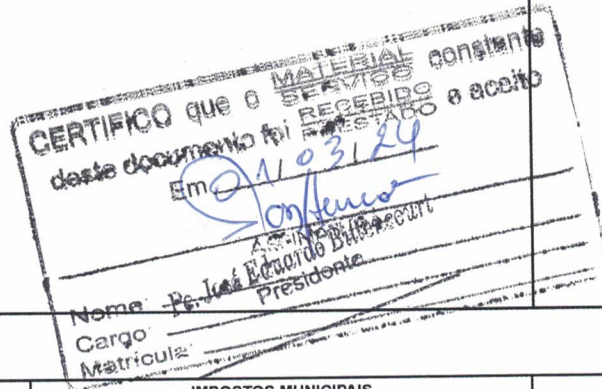 CERTIFICO que o MATERIAL SERVIÇO constante
deste documento foi RECEBIDO PRESTADO e aceito
Em 01/03/24
ASSINATURA
Nome Pe. José Eduardo Bittencourt
Presidente
Cargo
Matrícula
IMPOSTOS MUNICIPAIS